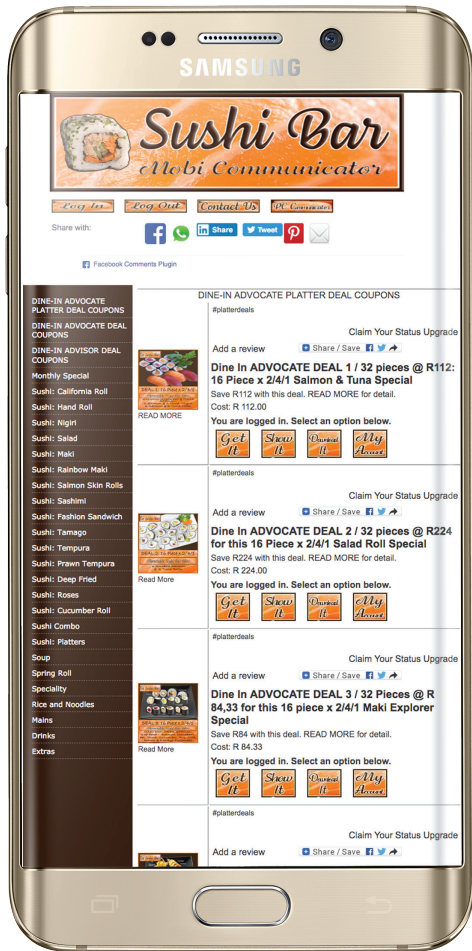 SAMSUNG
Sushi Bar
Mobi Communicator
Log In
Log Out
Contact Us
PC Communicator
Share with:
Share
Tweet
Facebook Comments Plugin
DINE-IN ADVOCATE
PLATTER DEAL COUPONS
DINE-IN ADVOCATE DEAL
COUPONS
DINE-IN ADVISOR DEAL
COUPONS
Monthly Special
Sushi: California Roll
Sushi: Hand Roll
Sushi: Nigiri
Sushi: Salad
Sushi: Maki
Sushi: Rainbow Maki
Sushi: Salmon Skin Rolls
Sushi: Sashimi
Sushi: Fashion Sandwich
Sushi: Tamago
Sushi: Tempura
Sushi: Prawn Tempura
Sushi: Deep Fried
Sushi: Roses
Sushi: Cucumber Roll
Sushi Combo
Sushi: Platters
Soup
Spring Roll
Speciality
Rice and Noodles
Mains
Drinks
Extras
DINE-IN ADVOCATE PLATTER DEAL COUPONS
#platterdeals
Claim Your Status Upgrade
Add a review
Share / Save
READ MORE
Dine In ADVOCATE DEAL 1 / 32 pieces @ R112:
16 Piece x 2/4/1 Salmon & Tuna Special
Save R112 with this deal. READ MORE for detail.
Cost: R 112.00
You are logged in. Select an option below.
Get It
Show It
Download It
My Account
#platterdeals
Claim Your Status Upgrade
Add a review
Share / Save
Read More
Dine In ADVOCATE DEAL 2 / 32 pieces @ R224
for this 16 Piece x 2/4/1 Salad Roll Special
Save R224 with this deal. READ MORE for detail.
Cost: R 224.00
You are logged in. Select an option below.
Get It
Show It
Download It
My Account
#platterdeals
Claim Your Status Upgrade
Add a review
Share / Save
Read More
Dine In ADVOCATE DEAL 3 / 32 Pieces @ R
84,33 for this 16 piece x 2/4/1 Maki Explorer
Special
Save R84 with this deal. READ MORE for detail.
Cost: R 84.33
You are logged in. Select an option below.
Get It
Show It
Download It
My Account
#platterdeals
Claim Your Status Upgrade
Add a review
Share / Save